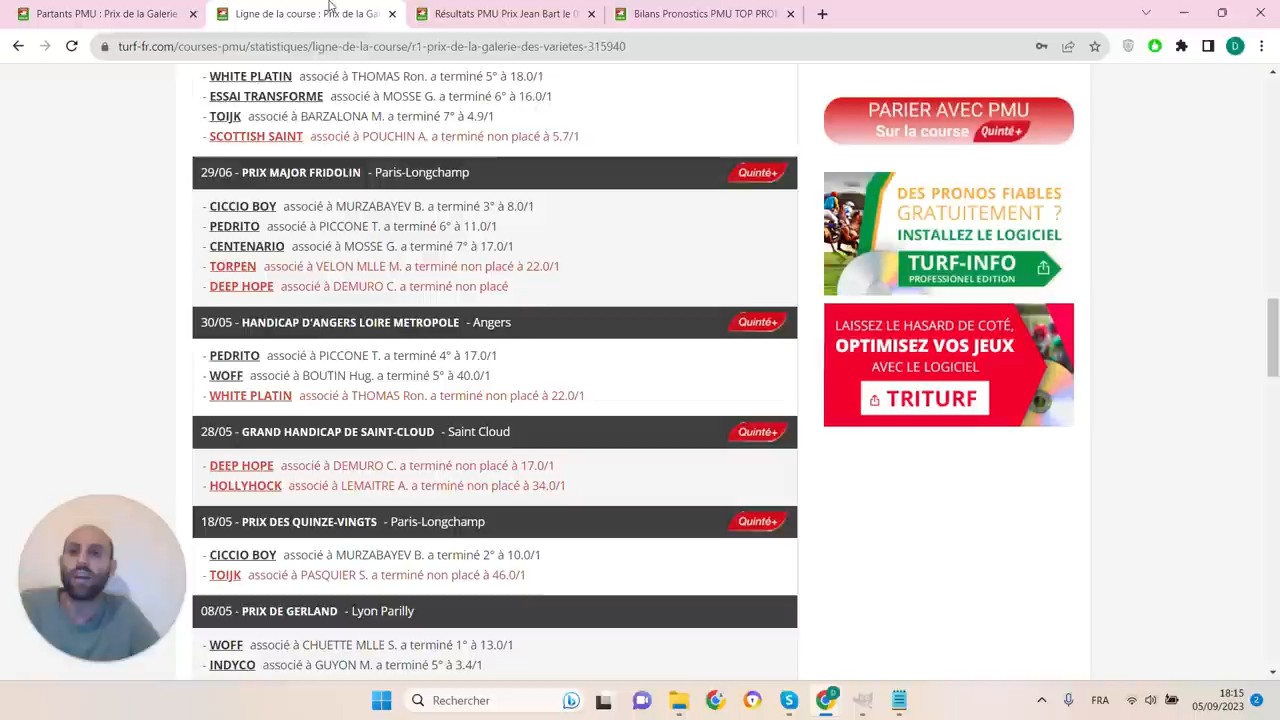 Prix de la Gale
Ligne de la course : Prix de la Ga
Résultats PMU Prix Jean Bart le 0
Bilans Pronostics PMU TOP PRO
turf-fr.com/courses-pmu/statistiques/ligne-de-la-course/r1-prix-de-la-galerie-des-varietes-315940
D
- WHITE PLATIN associé à THOMAS Ron. a terminé 5° à 18.0/1
- ESSAI TRANSFORME associé à MOSSE G. a terminé 6° à 16.0/1
- TOIJK associé à BARZALONA M. a terminé 7° à 4.9/1
- SCOTTISH SAINT associé à POUCHIN A. a terminé non placé à 5.7/1
29/06 - PRIX MAJOR FRIDOLIN - Paris-Longchamp
Quinté+
- CICCIO BOY associé à MURZABAYEV B. a terminé 3° à 8.0/1
- PEDRITO associé à PICCONE T. a terminé 6° à 11.0/1
- CENTENARIO associé à MOSSE G. a terminé 7° à 17.0/1
- TORPEN associé à VELON MLLE M. a terminé non placé à 22.0/1
- DEEP HOPE associé à DEMURO C. a terminé non placé
30/05 - HANDICAP D'ANGERS LOIRE METROPOLE - Angers
Quinté+
- PEDRITO associé à PICCONE T. a terminé 4° à 17.0/1
- WOFF associé à BOUTIN Hug. a terminé 5° à 40.0/1
- WHITE PLATIN associé à THOMAS Ron. a terminé non placé à 22.0/1
28/05 - GRAND HANDICAP DE SAINT-CLOUD - Saint Cloud
Quinté+
- DEEP HOPE associé à DEMURO C. a terminé non placé à 17.0/1
- HOLLYHOCK associé à LEMAITRE A. a terminé non placé à 34.0/1
18/05 - PRIX DES QUINZE-VINGTS - Paris-Longchamp
Quinté+
- CICCIO BOY associé à MURZABAYEV B. a terminé 2° à 10.0/1
- TOIJK associé à PASQUIER S. a terminé non placé à 46.0/1
08/05 - PRIX DE GERLAND - Lyon Parilly
- WOFF associé à CHUETTE MLLE S. a terminé 1° à 13.0/1
- INDYCO associé à GUYON M. a terminé 5° à 3.4/1
PARIER AVEC PMU
Sur la course Quinté+
DES PRONOS FIABLES
GRATUITEMENT ?
INSTALLEZ LE LOGICIEL
TURF-INFO
PROFESSIONEL EDITION
LAISSEZ LE HASARD DE COTÉ,
OPTIMISEZ VOS JEUX
AVEC LE LOGICIEL
TRITURF
Rechercher
FRA
18:15
05/09/2023
2